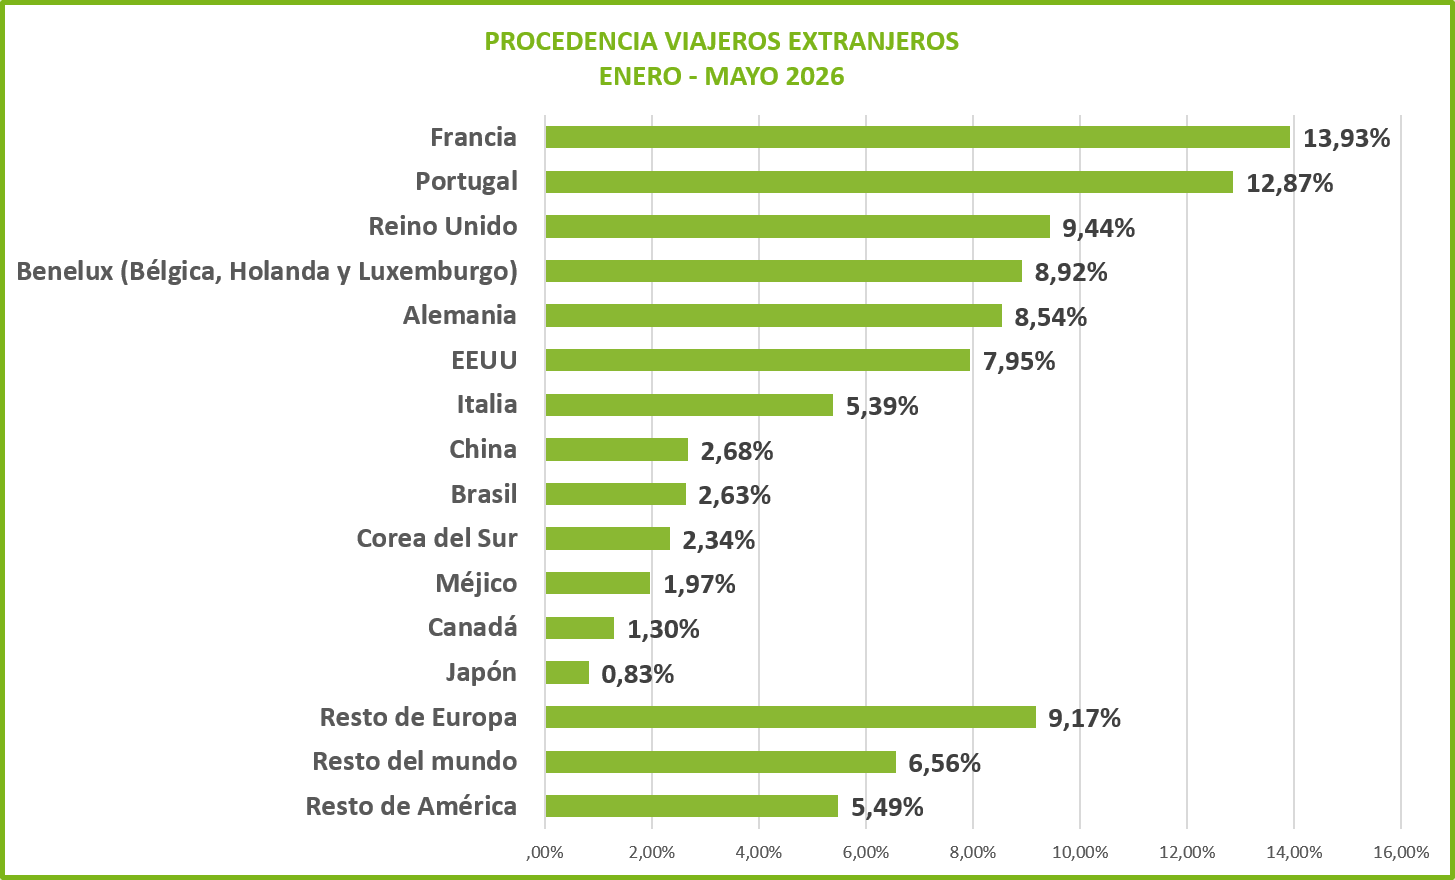 PROCEDENCIA VIAJEROS EXTRANJEROS
ENERO - MAYO 2026
Francia 13,93%
Portugal 12,87%
Reino Unido 9,44%
Benelux (Bélgica, Holanda y Luxemburgo) 8,92%
Alemania 8,54%
EEUU 7,95%
Italia 5,39%
China 2,68%
Brasil 2,63%
Corea del Sur 2,34%
Méjico 1,97%
Canadá 1,30%
Japón 0,83%
Resto de Europa 9,17%
Resto del mundo 6,56%
Resto de América 5,49%
,00% 2,00% 4,00% 6,00% 8,00% 10,00% 12,00% 14,00% 16,00%